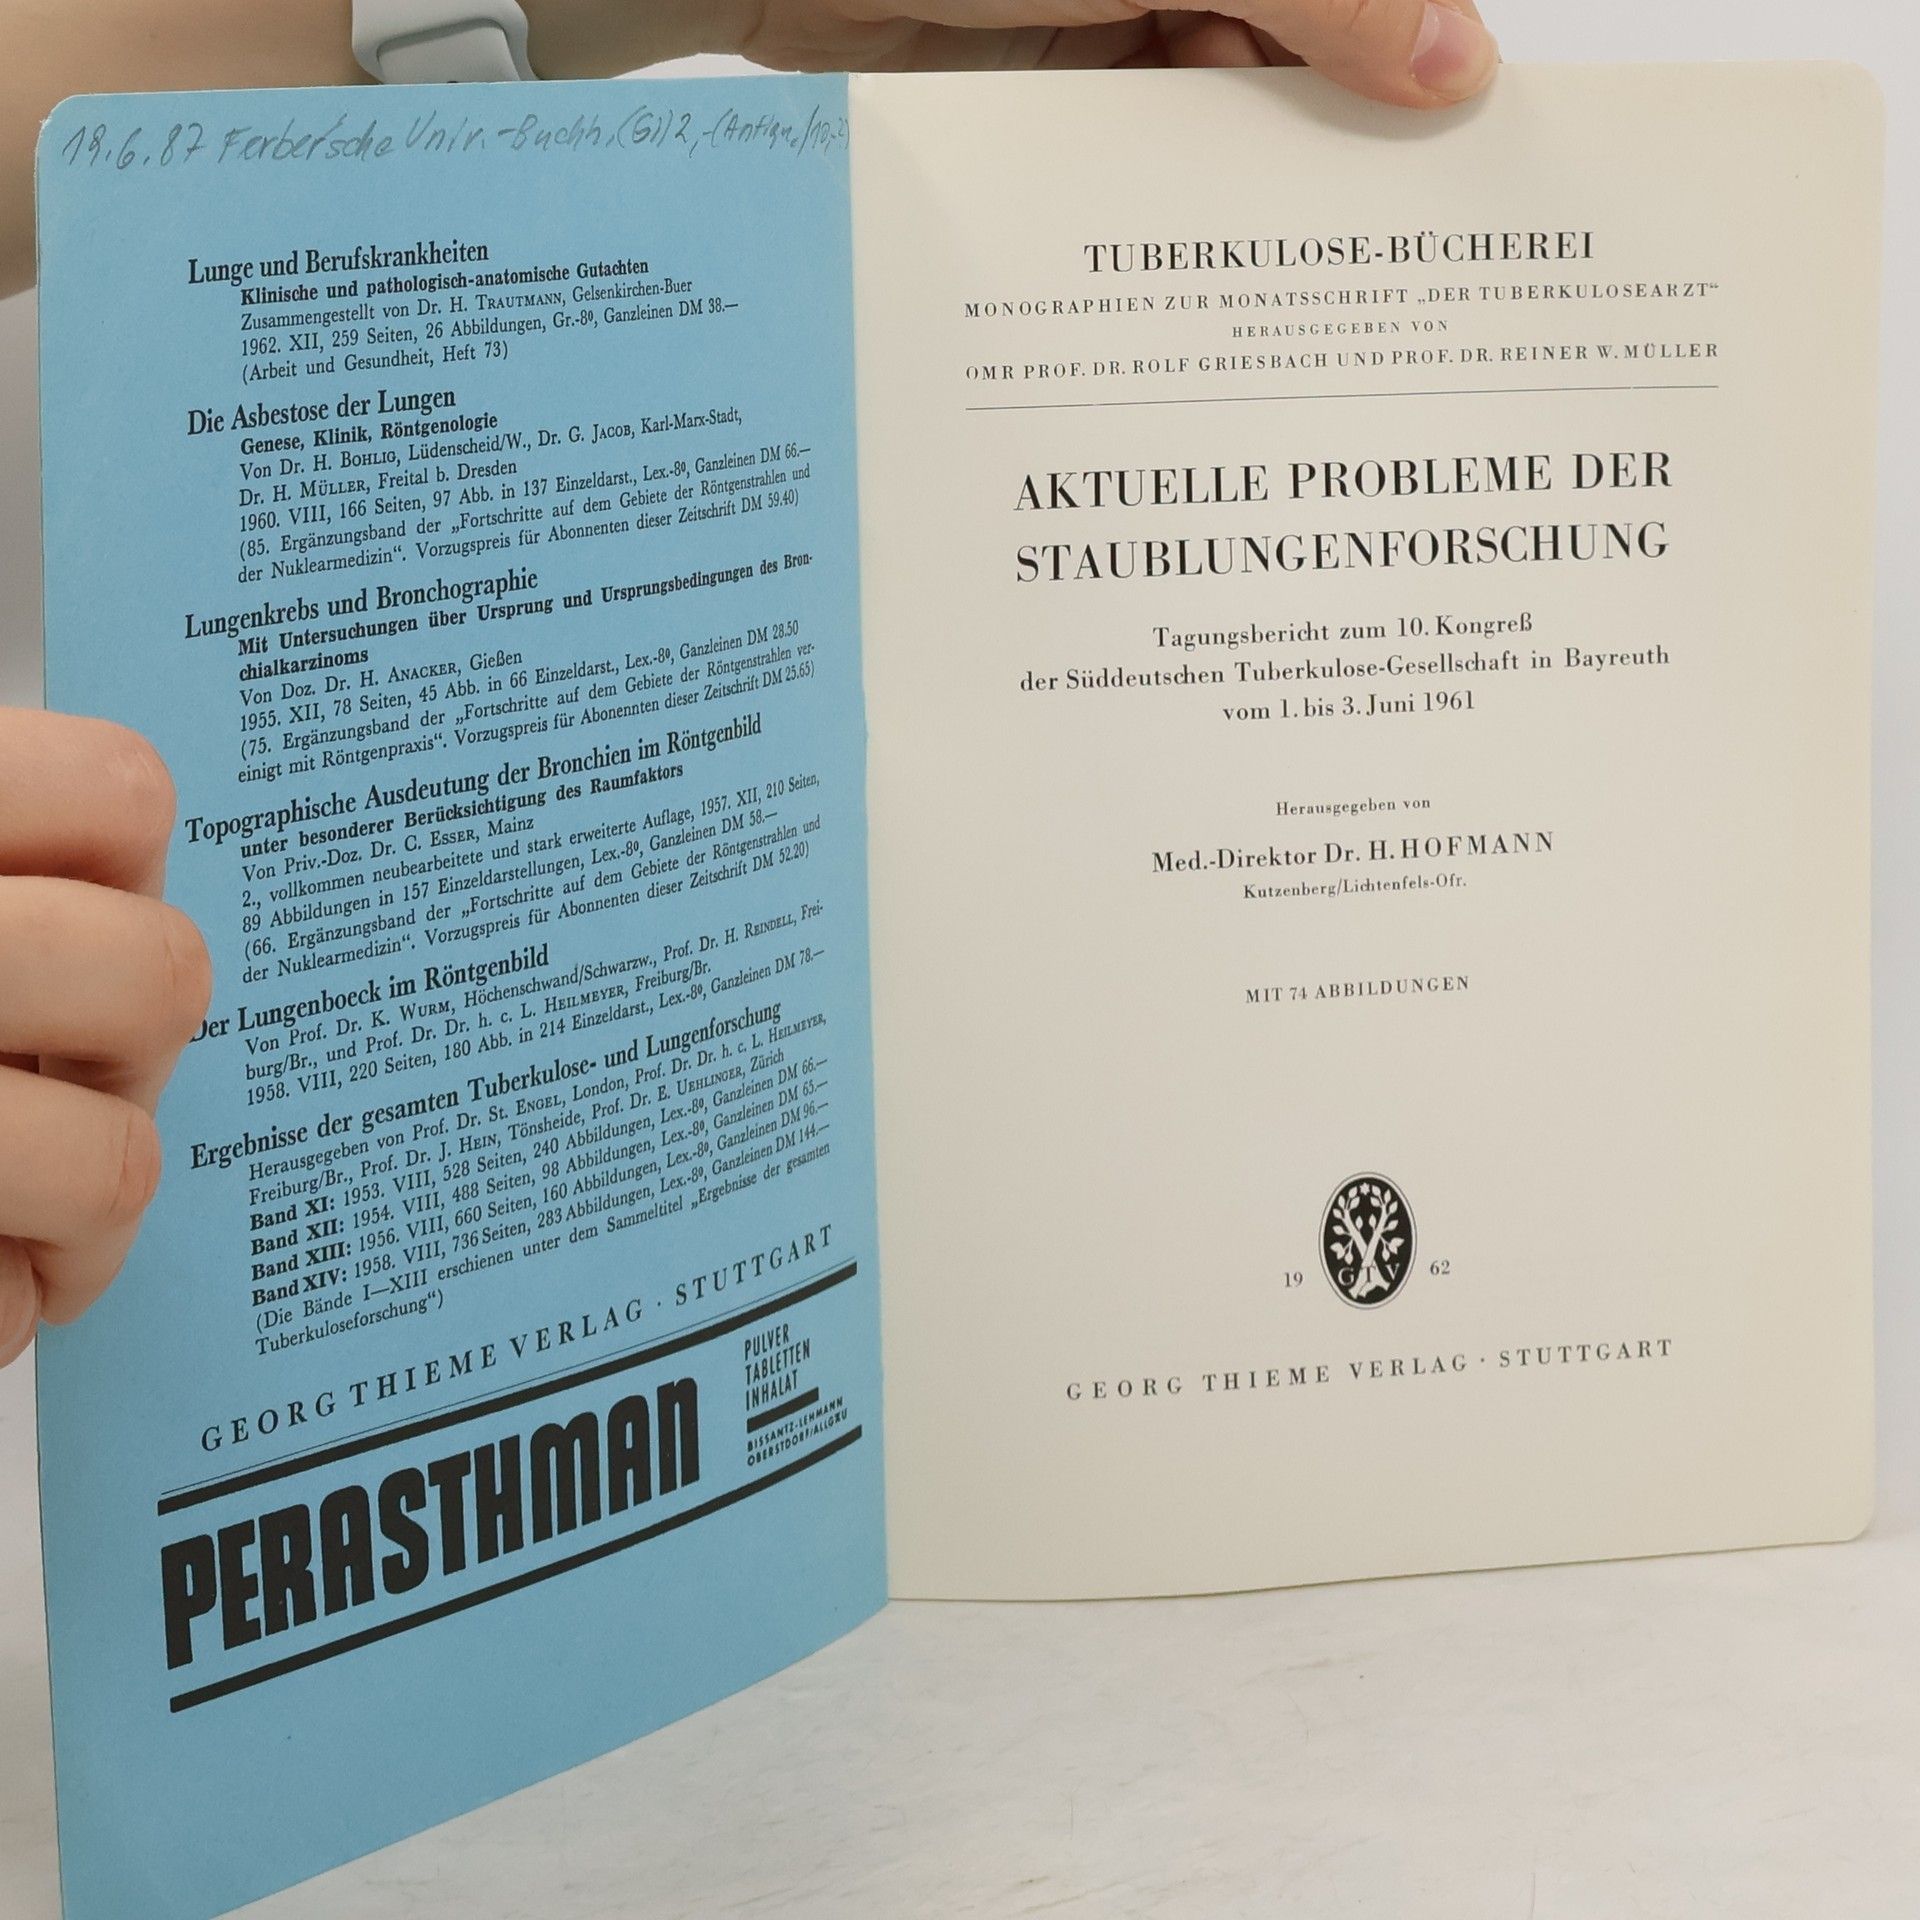 19.6.87 Ferber'sche Univ.-Buchh. (Gi) 2,- (Antiqu./10,-
Lunge und Berufskrankheiten
Klinische und pathologisch-anatomische Gutachten
Zusammengestellt von Dr. H. TRAUTMANN, Gelsenkirchen-Buer
1962. XII, 259 Seiten, 26 Abbildungen, Gr.-8⁰, Ganzleinen DM 38.—
(Arbeit und Gesundheit, Heft 73)
Die Asbestose der Lungen
Genese, Klinik, Röntgenologie
Von Dr. H. BOHLIG, Lüdenscheid/W., Dr. G. JACOB, Karl-Marx-Stadt,
Dr. H. MÜLLER, Freital b. Dresden
1960. VIII, 166 Seiten, 97 Abb. in 137 Einzeldarst., Lex.-8⁰, Ganzleinen DM 66.—
(85. Ergänzungsband der „Fortschritte auf dem Gebiete der Röntgenstrahlen und
der Nuklearmedizin“. Vorzugspreis für Abonnenten dieser Zeitschrift DM 59.40)
Lungenkrebs und Bronchographie
Mit Untersuchungen über Ursprung und Ursprungsbedingungen des Bron-
chialkarzinoms
Von Doz. Dr. H. ANACKER, Gießen
1955. XII, 78 Seiten, 45 Abb. in 66 Einzeldarst., Lex.-8⁰, Ganzleinen DM 28.50
(75. Ergänzungsband der „Fortschritte auf dem Gebiete der Röntgenstrahlen ver-
einigt mit Röntgenpraxis“. Vorzugspreis für Abonennten dieser Zeitschrift DM 25.65)
Topographische Ausdeutung der Bronchien im Röntgenbild
unter besonderer Berücksichtigung des Raumfaktors
Von Priv.-Doz. Dr. C. ESSER, Mainz
2., vollkommen neubearbeitete und stark erweiterte Auflage, 1957. XII, 210 Seiten,
89 Abbildungen in 157 Einzeldarstellungen, Lex.-8⁰, Ganzleinen DM 58.—
(66. Ergänzungsband der „Fortschritte auf dem Gebiete der Röntgenstrahlen und
der Nuklearmedizin“. Vorzugspreis für Abonnenten dieser Zeitschrift DM 52.20)
Der Lungenboeck im Röntgenbild
Von Prof. Dr. K. WURM, Höchenschwand/Schwarzw., Prof. Dr. H. REINDELL, Frei-
burg/Br., und Prof. Dr. Dr. h. c. L. HEILMEYER, Freiburg/Br.
1958. VIII, 220 Seiten, 180 Abb. in 214 Einzeldarst., Lex.-8⁰, Ganzleinen DM 78.—
Ergebnisse der gesamten Tuberkulose- und Lungenforschung
Herausgegeben von Prof. Dr. St. ENGEL, London, Prof. Dr. Dr. h. c. L. HEILMEYER,
Freiburg/Br., Prof. Dr. J. HEIN, Tönsheide, Prof. Dr. E. UEHLINGER, Zürich
Band XI: 1953. VIII, 528 Seiten, 240 Abbildungen, Lex.-8⁰, Ganzleinen DM 66.—
Band XII: 1954. VIII, 488 Seiten, 98 Abbildungen, Lex.-8⁰, Ganzleinen DM 65.—
Band XIII: 1956. VIII, 660 Seiten, 160 Abbildungen, Lex.-8⁰, Ganzleinen DM 96.—
Band XIV: 1958. VIII, 736 Seiten, 283 Abbildungen, Lex.-8⁰, Ganzleinen DM 144.—
(Die Bände I—XIII erschienen unter dem Sammeltitel „Ergebnisse der gesamten
Tuberkuloseforschung“)
GEORG THIEME VERLAG · STUTTGART
PERASTHMAN
PULVER
TABLETTEN
INHALAT
BISSANTZ-LEHMANN
OBERSTDORF/ALLGÄU
TUBERKULOSE-BÜCHEREI
MONOGRAPHIEN ZUR MONATSSCHRIFT „DER TUBERKULOSEARZT“
HERAUSGEGEBEN VON
OMR PROF. DR. ROLF GRIESBACH UND PROF. DR. REINER W. MÜLLER
AKTUELLE PROBLEME DER
STAUBLUNGENFORSCHUNG
Tagungsbericht zum 10. Kongreß
der Süddeutschen Tuberkulose-Gesellschaft in Bayreuth
vom 1. bis 3. Juni 1961
Herausgegeben von
Med.-Direktor Dr. H. HOFMANN
Kutzenberg/Lichtenfels-Ofr.
MIT 74 ABBILDUNGEN
19 GTV 62
GEORG THIEME VERLAG · STUTTGART